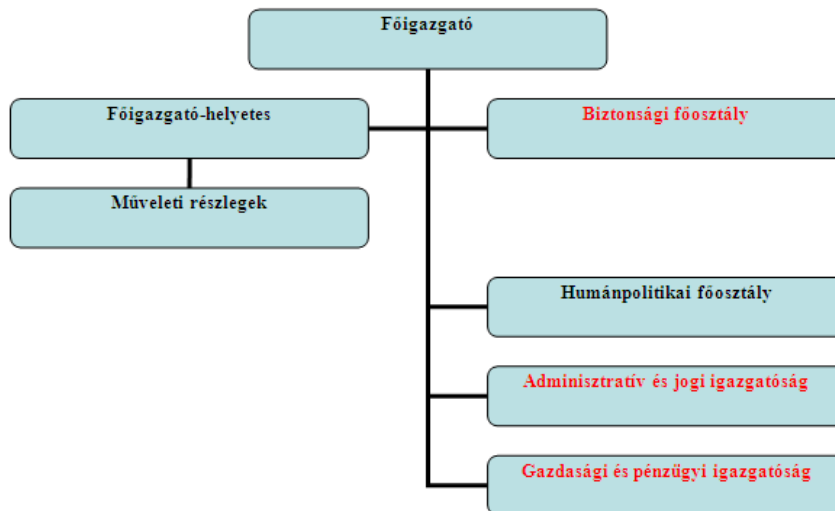 Főigazgató
Főigazgató-helyetes
Biztonsági főosztály
Műveleti részlegek
Humánpolitikai főosztály
Adminisztratív és jogi igazgatóság
Gazdasági és pénzügyi igazgatóság